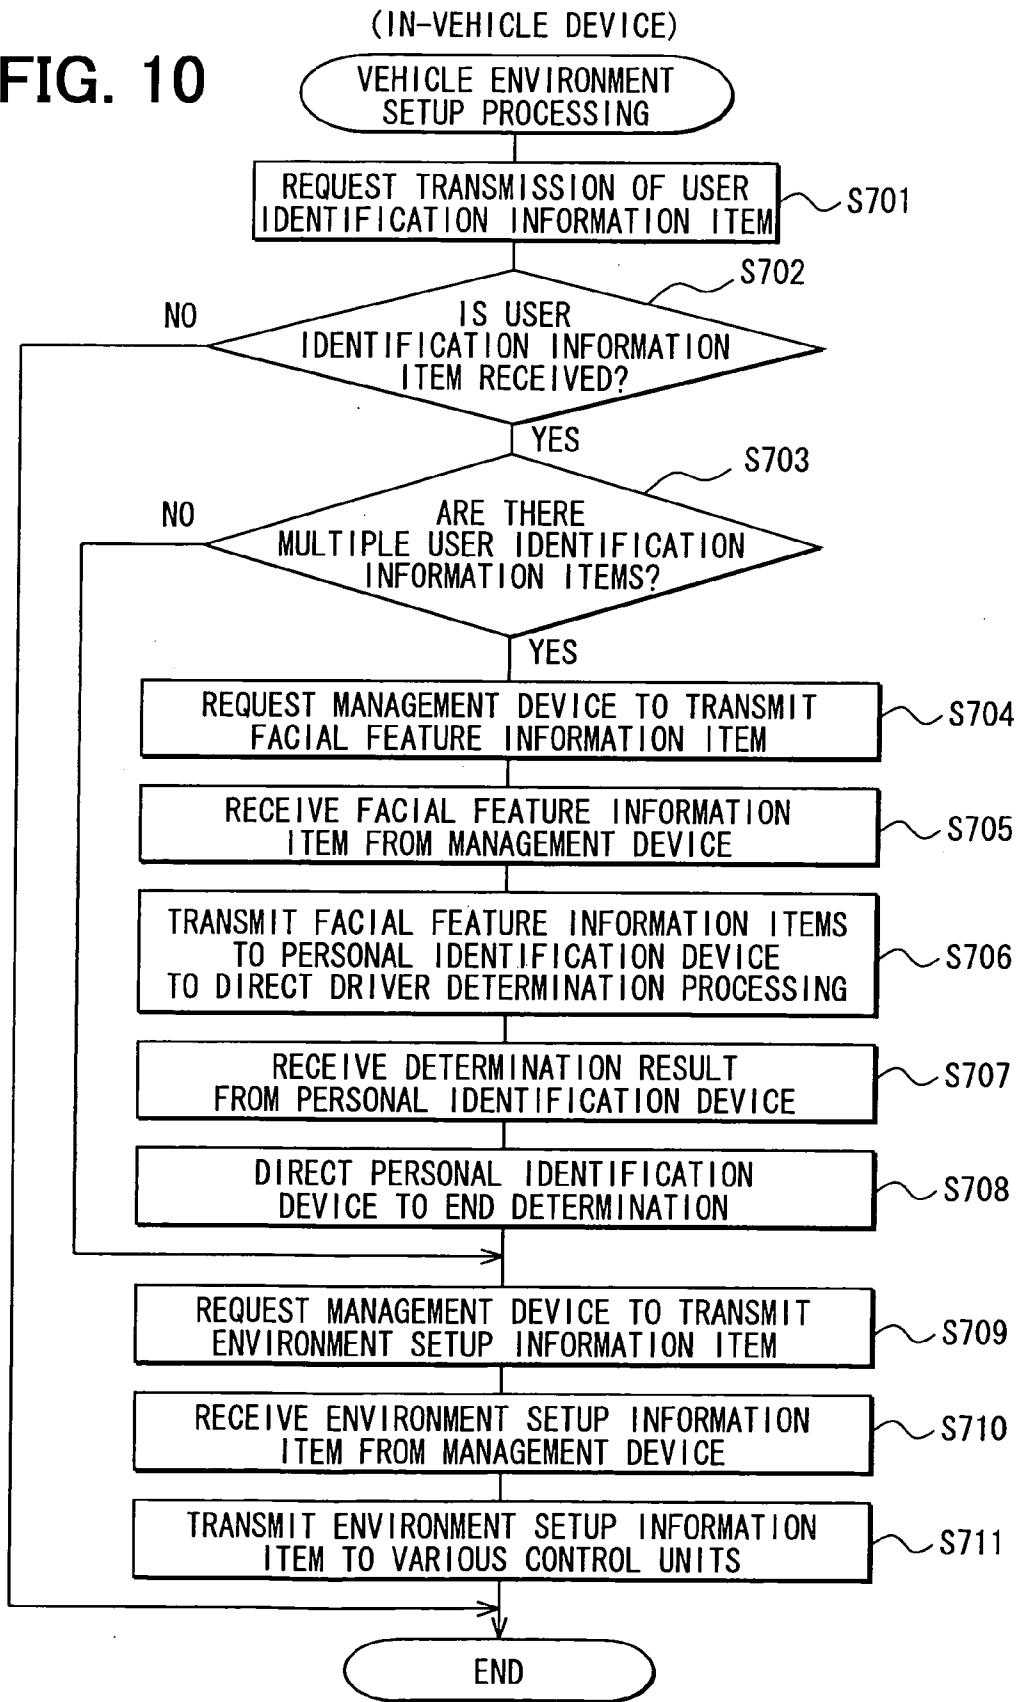 (IN-VEHICLE DEVICE)
FIG. 10
VEHICLE ENVIRONMENT
SETUP PROCESSING
REQUEST TRANSMISSION OF USER
IDENTIFICATION INFORMATION ITEM
S701
S702
NO
IS USER
IDENTIFICATION INFORMATION
ITEM RECEIVED?
YES
S703
NO
ARE THERE
MULTIPLE USER IDENTIFICATION
INFORMATION ITEMS?
YES
REQUEST MANAGEMENT DEVICE TO TRANSMIT
FACIAL FEATURE INFORMATION ITEM
S704
RECEIVE FACIAL FEATURE INFORMATION
ITEM FROM MANAGEMENT DEVICE
S705
TRANSMIT FACIAL FEATURE INFORMATION ITEMS
TO PERSONAL IDENTIFICATION DEVICE
TO DIRECT DRIVER DETERMINATION PROCESSING
S706
RECEIVE DETERMINATION RESULT
FROM PERSONAL IDENTIFICATION DEVICE
S707
DIRECT PERSONAL IDENTIFICATION
DEVICE TO END DETERMINATION
S708
REQUEST MANAGEMENT DEVICE TO TRANSMIT
ENVIRONMENT SETUP INFORMATION ITEM
S709
RECEIVE ENVIRONMENT SETUP INFORMATION
ITEM FROM MANAGEMENT DEVICE
S710
TRANSMIT ENVIRONMENT SETUP INFORMATION
ITEM TO VARIOUS CONTROL UNITS
S711
END